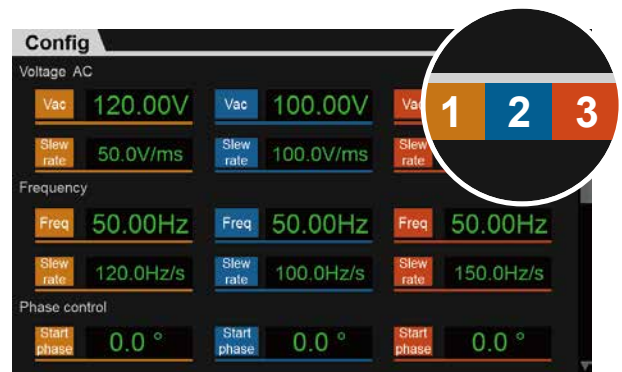 Config
Voltage AC
Vac 120.00V Vac 100.00V Vac
1 2 3
Slew rate 50.0V/ms Slew rate 100.0V/ms Slew rate
Frequency
Freq 50.00Hz Freq 50.00Hz Freq 50.00Hz
Slew rate 120.0Hz/s Slew rate 100.0Hz/s Slew rate 150.0Hz/s
Phase control
Start phase 0.0 ° Start phase 0.0 ° Start phase 0.0 °